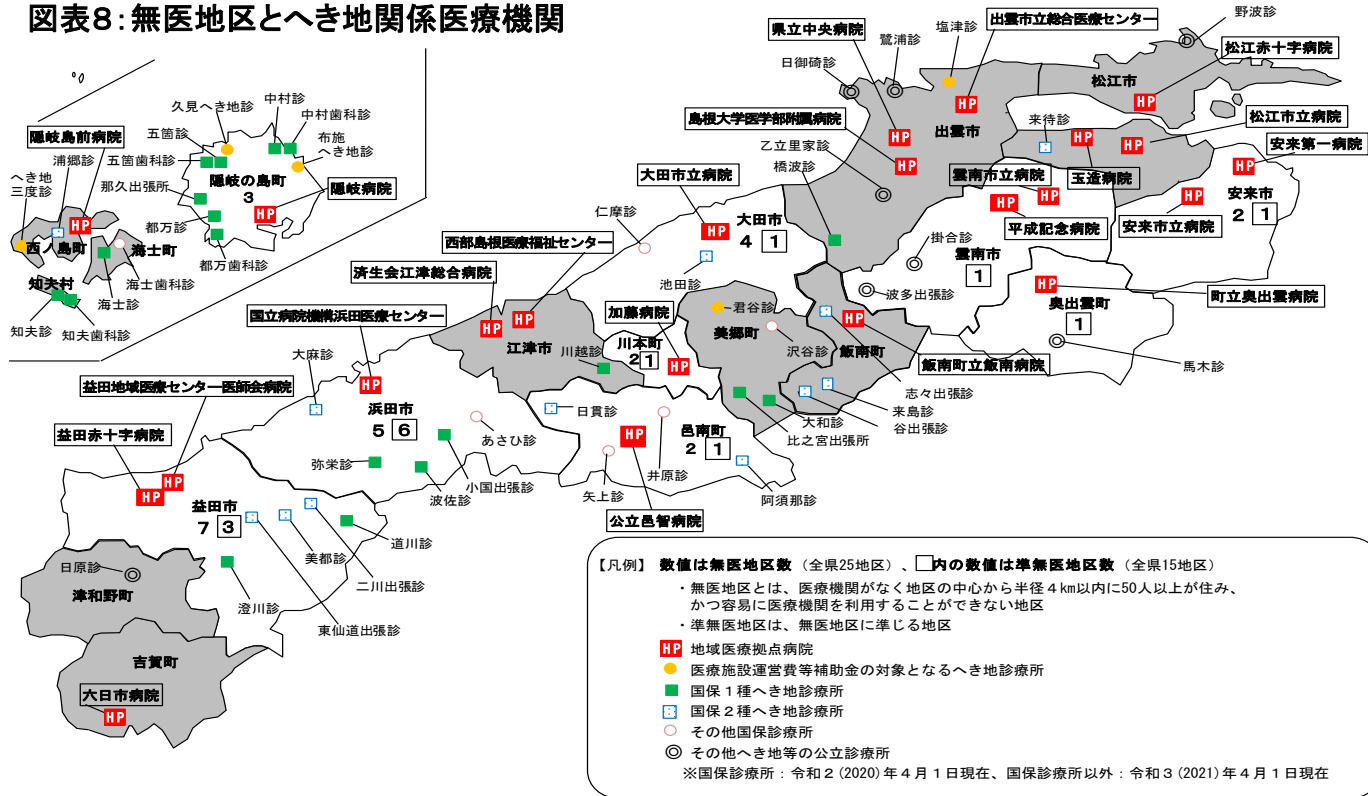 図表8：無医地区とへき地関係医療機関
久見へき地診
中村診
中村歯科診
布施
へき地診
隠岐島前病院
五箇診
浦郷診
五箇歯科診
へき地
三度診
那久出張所
隠岐の島町
3
隠岐病院
HP
都万診
都万歯科診
HP
西ノ島町
海士町
海士歯科診
海士診
知夫村
知夫診
知夫歯科診
県立中央病院
鷺浦診
塩津診
出雲市立総合医療センター
野波診
日御碕診
松江赤十字病院
松江市
HP
HP
島根大学医学部附属病院
HP
出雲市
来待診
HP
HP
松江市立病院
乙立里家診
HP
橋波診
大田市立病院
雲南市立病院
玉造病院
安来第一病院
HP
安来市
2 1
HP
安来市立病院
HP
HP
平成記念病院
仁摩診
HP
大田市
4 1
掛合診
雲南市
1
西部島根医療福祉センター
済生会江津総合病院
池田診
波多出張診
HP
奥出雲町
1
町立奥出雲病院
国立病院機構浜田医療センター
HP
HP
江津市
加藤病院
君谷診
美郷町
HP
飯南町
飯南町立飯南病院
川本町
2 1
沢谷診
馬木診
大麻診
川越診
HP
益田地域医療センター医師会病院
HP
志々出張診
来島診
谷出張診
大和診
比之宮出張所
浜田市
5 6
日貫診
あさひ診
益田赤十字病院
HP
邑南町
2 1
弥栄診
小国出張診
波佐診
矢上診
井原診
阿須那診
公立邑智病院
HP
HP
益田市
7 3
道川診
美都診
二川出張診
東仙道出張診
澄川診
日原診
津和野町
吉賀町
六日市病院
HP
【凡例】 数値は無医地区数（全県25地区）、□内の数値は準無医地区数（全県15地区）
・無医地区とは、医療機関がなく地区の中心から半径４km以内に50人以上が住み、
かつ容易に医療機関を利用することができない地区
・準無医地区は、無医地区に準じる地区
HP 地域医療拠点病院
医療施設運営費等補助金の対象となるへき地診療所
国保１種へき地診療所
国保２種へき地診療所
その他国保診療所
その他へき地等の公立診療所
※国保診療所：令和２(2020)年４月１日現在、国保診療所以外：令和３(2021)年４月１日現在